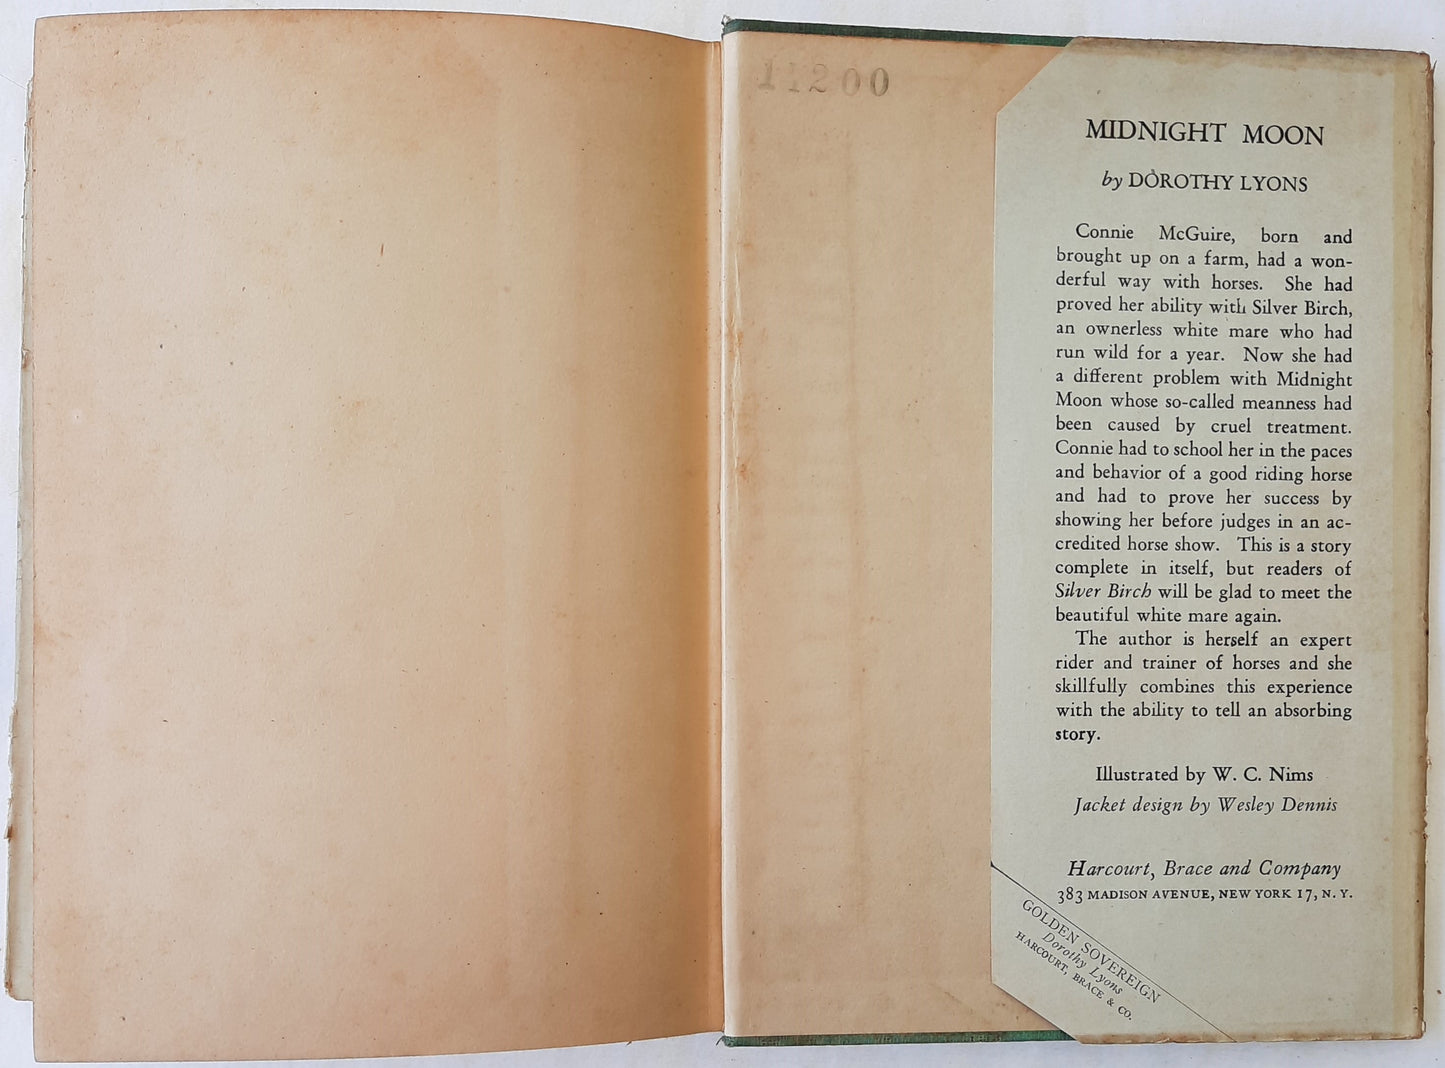 11200
MIDNIGHT MOON
by DOROTHY LYONS
Connie McGuire, born and
brought up on a farm, had a won-
derful way with horses. She had
proved her ability with Silver Birch,
an ownerless white mare who had
run wild for a year. Now she had
a different problem with Midnight
Moon whose so-called meanness had
been caused by cruel treatment.
Connie had to school her in the paces
and behavior of a good riding horse
and had to prove her success by
showing her before judges in an ac-
credited horse show. This is a story
complete in itself, but readers of
Silver Birch will be glad to meet the
beautiful white mare again.
The author is herself an expert
rider and trainer of horses and she
skillfully combines this experience
with the ability to tell an absorbing
story.
Illustrated by W. C. Nims
Jacket design by Wesley Dennis
Harcourt, Brace and Company
383 MADISON AVENUE, NEW YORK 17, N. Y.
GOLDEN SOVEREIGN
Dorothy Lyons
HARCOURT, BRACE & CO.